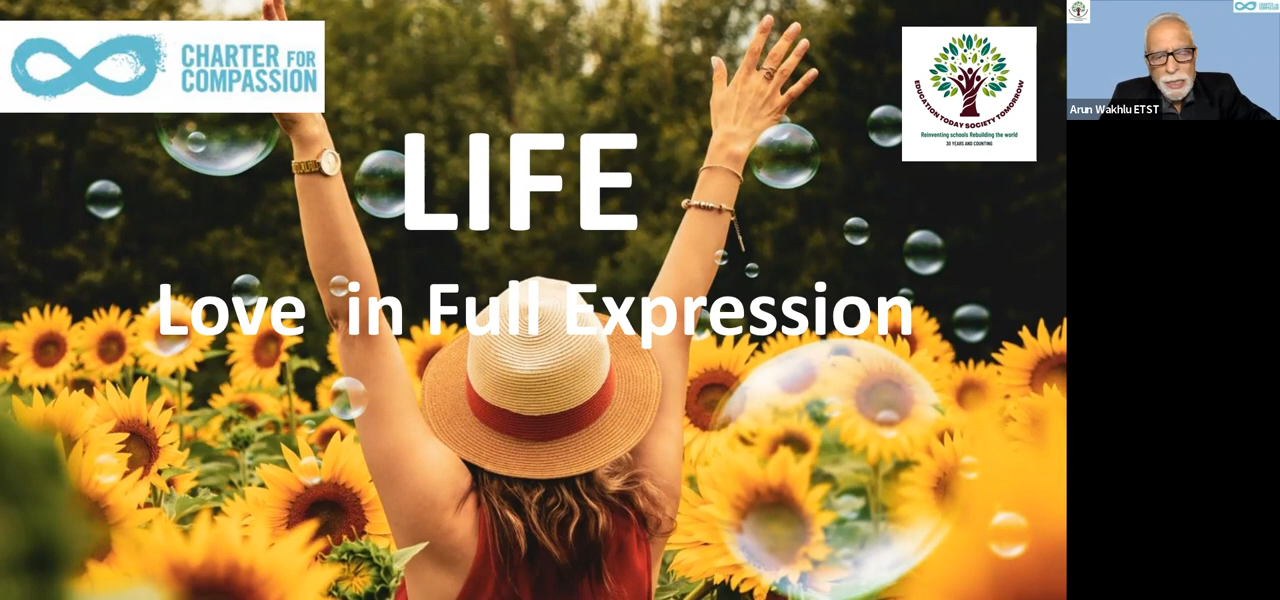 CHARTER FOR
COMPASSION
LIFE
Love in Full Expression
EDUCATION TODAY SOCIETY TOMORROW
Reinventing schools Rebuilding the world
30 YEARS AND COUNTING
Arun Wakhlu ETST